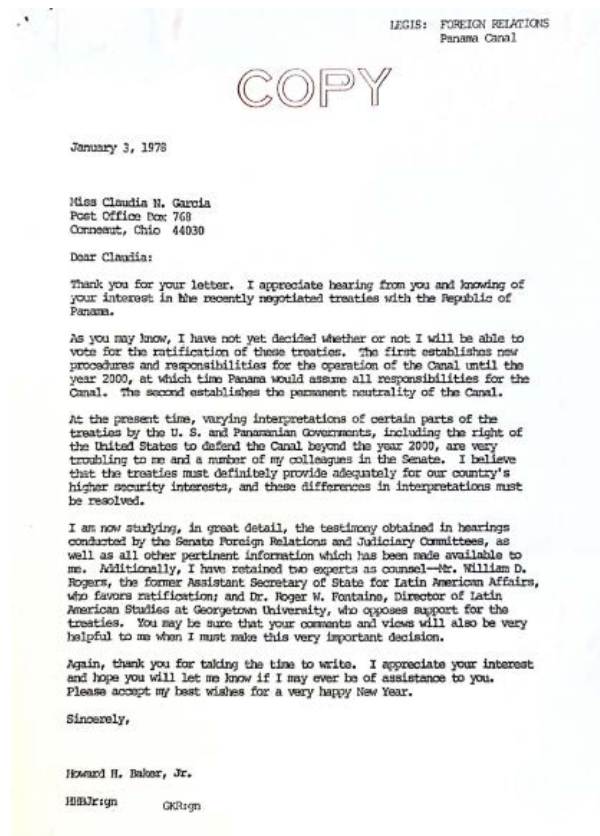 LEGIS: FOREIGN RELATIONS
Panama Canal
COPY
January 3, 1978
Miss Claudia N. Garcia
Post Office Box 768
Conneaut, Ohio 44030
Dear Claudia:
Thank you for your letter. I appreciate hearing from you and knowing of
your interest in the recently negotiated treaties with the Republic of
Panama.
As you may know, I have not yet decided whether or not I will be able to
vote for the ratification of these treaties. The first establishes new
procedures and responsibilities for the operation of the Canal until the
year 2000, at which time Panama would assume all responsibilities for the
Canal. The second establishes the permanent neutrality of the Canal.
At the present time, varying interpretations of certain parts of the
treaties by the U. S. and Panamanian Governments, including the right of
the United States to defend the Canal beyond the year 2000, are very
troubling to me and a number of my colleagues in the Senate. I believe
that the treaties must definitely provide adequately for our country's
higher security interests, and these differences in interpretations must
be resolved.
I am now studying, in great detail, the testimony obtained in hearings
conducted by the Senate Foreign Relations and Judiciary Committees, as
well as all other pertinent information which has been made available to
me. Additionally, I have retained two experts as counsel--Mr. William D.
Rogers, the former Assistant Secretary of State for Latin American Affairs,
who favors ratification; and Dr. Roger W. Fontaine, Director of Latin
American Studies at Georgetown University, who opposes support for the
treaties. You may be sure that your comments and views will also be very
helpful to me when I must make this very important decision.
Again, thank you for taking the time to write. I appreciate your interest
and hope you will let me know if I may ever be of assistance to you.
Please accept my best wishes for a very happy New Year.
Sincerely,
Howard H. Baker, Jr.
HHBJr:gn GKR:gn